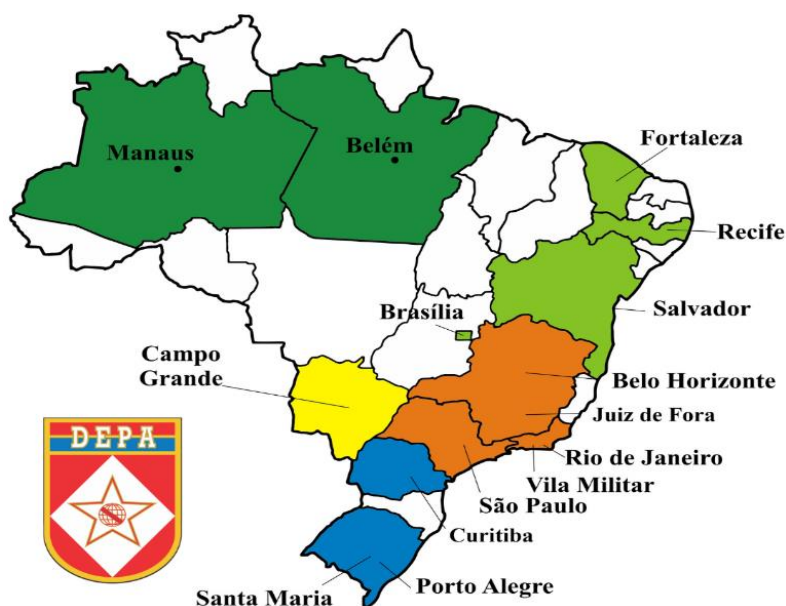 Fortaleza
Manaus
Belém
Recife
Brasília
Salvador
Campo
Grande
Belo Horizonte
Juiz de Fora
DEPA
Rio de Janeiro
Vila Militar
São Paulo
Curitiba
Santa Maria
Porto Alegre